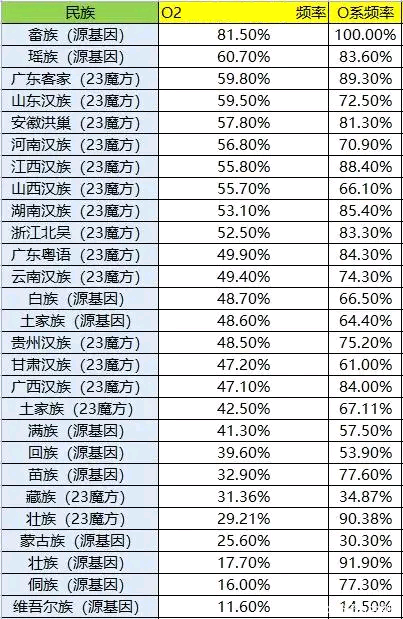 民族 O2 频率 O系频率
畲族 (源基因) 81.50% 100.00%
瑶族 (源基因) 60.70% 83.60%
广东客家 (23魔方) 59.80% 89.30%
山东汉族 (23魔方) 59.50% 72.50%
安徽洪巢 (23魔方) 57.80% 81.30%
河南汉族 (23魔方) 56.80% 70.90%
江西汉族 (23魔方) 55.80% 88.40%
山西汉族 (23魔方) 55.70% 66.10%
湖南汉族 (23魔方) 53.10% 85.40%
浙江北吴 (23魔方) 52.50% 83.30%
广东粤语 (23魔方) 49.90% 84.30%
云南汉族 (23魔方) 49.40% 74.30%
白族 (源基因) 48.70% 66.50%
土家族 (源基因) 48.60% 64.40%
贵州汉族 (23魔方) 48.50% 75.20%
甘肃汉族 (23魔方) 47.20% 61.00%
广西汉族 (23魔方) 47.10% 84.00%
土家族 (23魔方) 42.50% 67.11%
满族 (源基因) 41.30% 57.50%
回族 (源基因) 39.60% 53.90%
苗族 (源基因) 32.90% 77.60%
藏族 (23魔方) 31.36% 34.87%
壮族 (23魔方) 29.21% 90.38%
蒙古族 (源基因) 25.60% 30.30%
壮族 (源基因) 17.70% 91.90%
侗族 (源基因) 16.00% 77.30%
维吾尔族 (源基因) 11.60% 14.50%